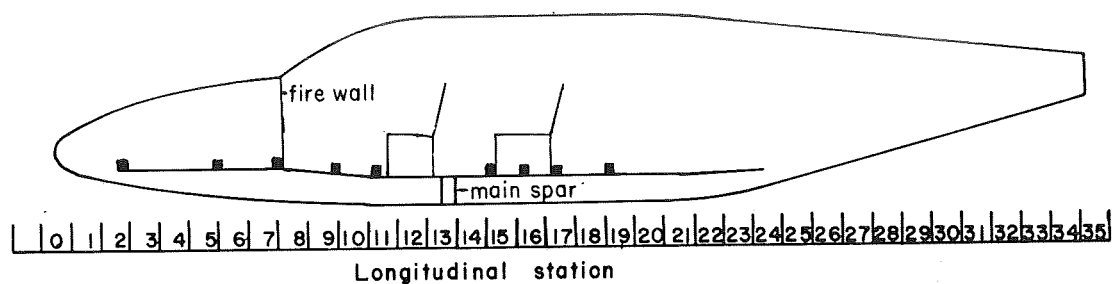 fire wall
main spar
0 1 2 3 4 5 6 7 8 9 10 11 12 13 14 15 16 17 18 19 20 21 22 23 24 25 26 27 28 29 30 31 32 33 34 35
Longitudinal station